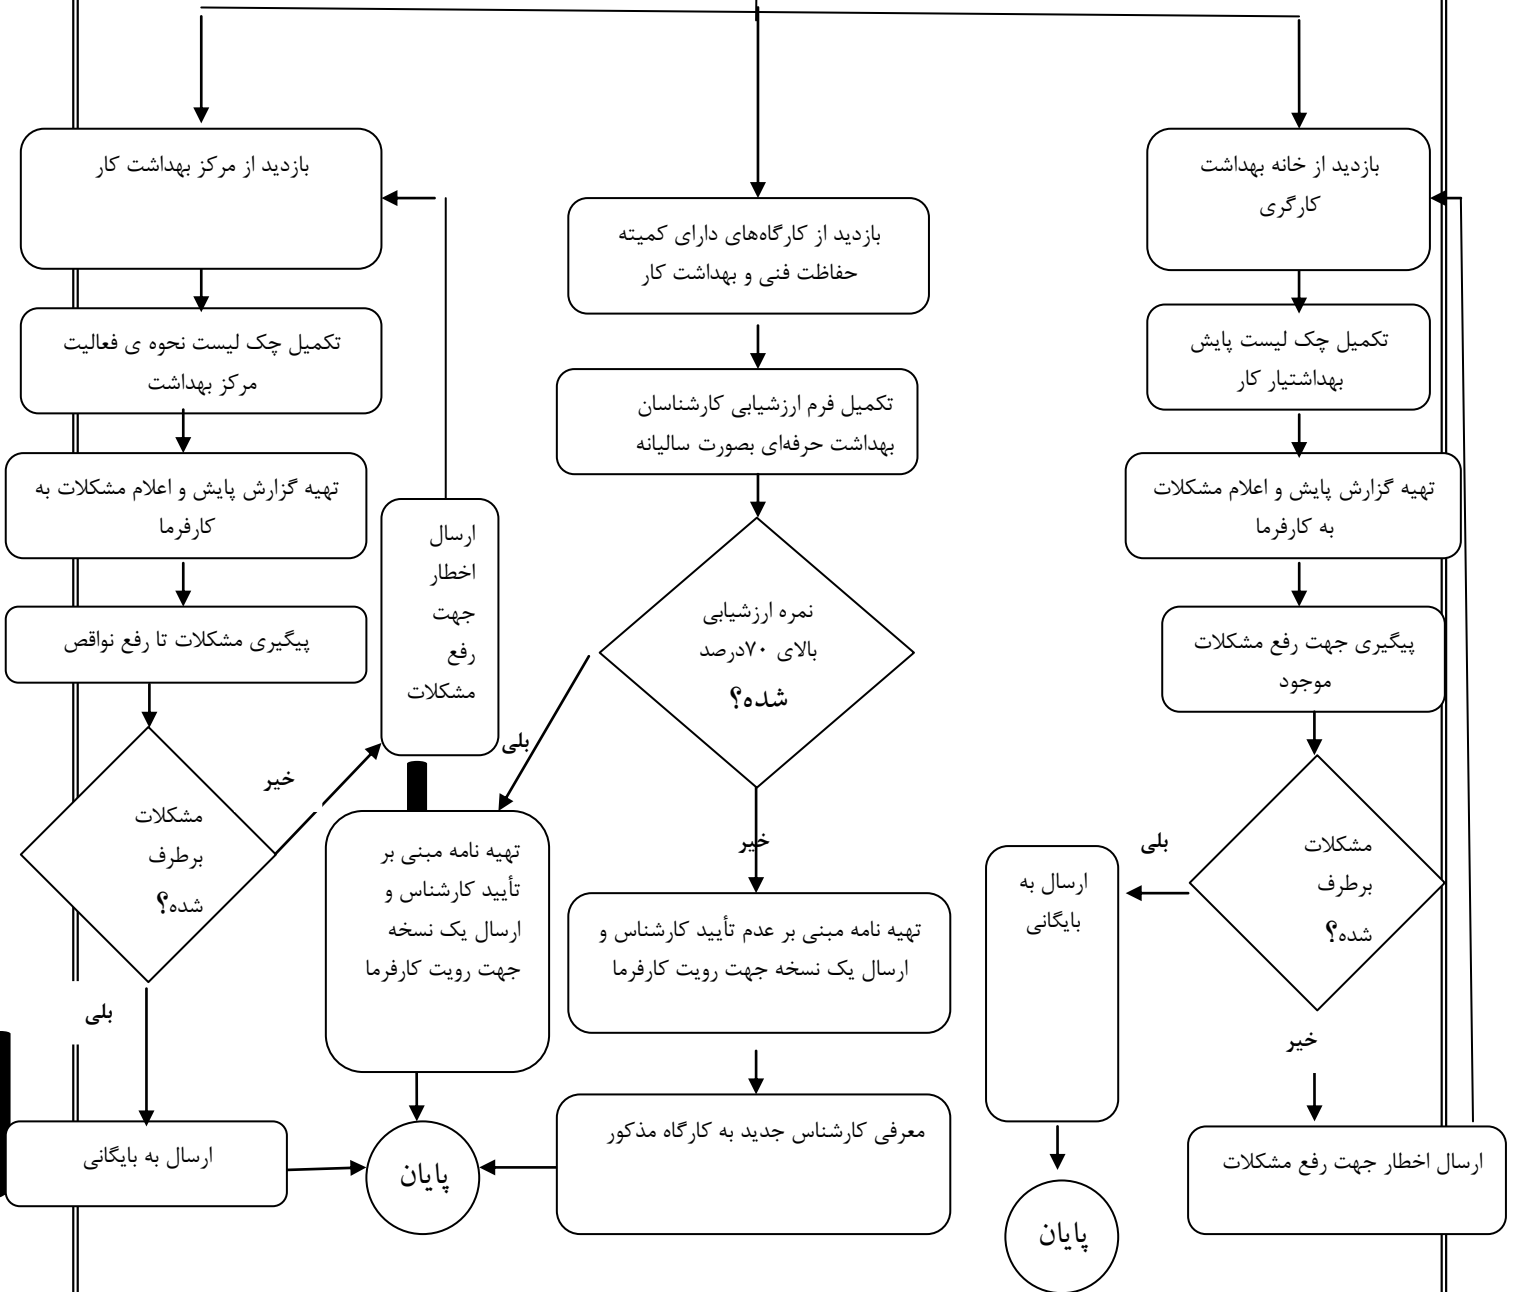 بازدید از خانه بهداشت
کارگری
تکمیل چک لیست پایش
بهداشتیار کار
تهیه گزارش پایش و اعلام مشکلات
به کارفرما
پیگیری جهت رفع مشکلات
موجود
مشکلات
برطرف
شده؟
بلی
ارسال به
بایگانی
پایان
خیر
ارسال اخطار جهت رفع مشکلات
بازدید از کارگاه‌های دارای کمیته
حفاظت فنی و بهداشت کار
تکمیل فرم ارزشیابی کارشناسان
بهداشت حرفه‌ای بصورت سالیانه
نمره ارزشیابی
بالای ۷۰درصد
شده؟
بلی
تهیه نامه مبنی بر
تأیید کارشناس و
ارسال یک نسخه
جهت رویت کارفرما
خیر
تهیه نامه مبنی بر عدم تأیید کارشناس و
ارسال یک نسخه جهت رویت کارفرما
معرفی کارشناس جدید به کارگاه مذکور
پایان
بازدید از مرکز بهداشت کار
تکمیل چک لیست نحوه ی فعالیت
مرکز بهداشت
تهیه گزارش پایش و اعلام مشکلات به
کارفرما
پیگیری مشکلات تا رفع نواقص
مشکلات
برطرف
شده؟
خیر
ارسال
اخطار
جهت
رفع
مشکلات
بلی
ارسال به بایگانی